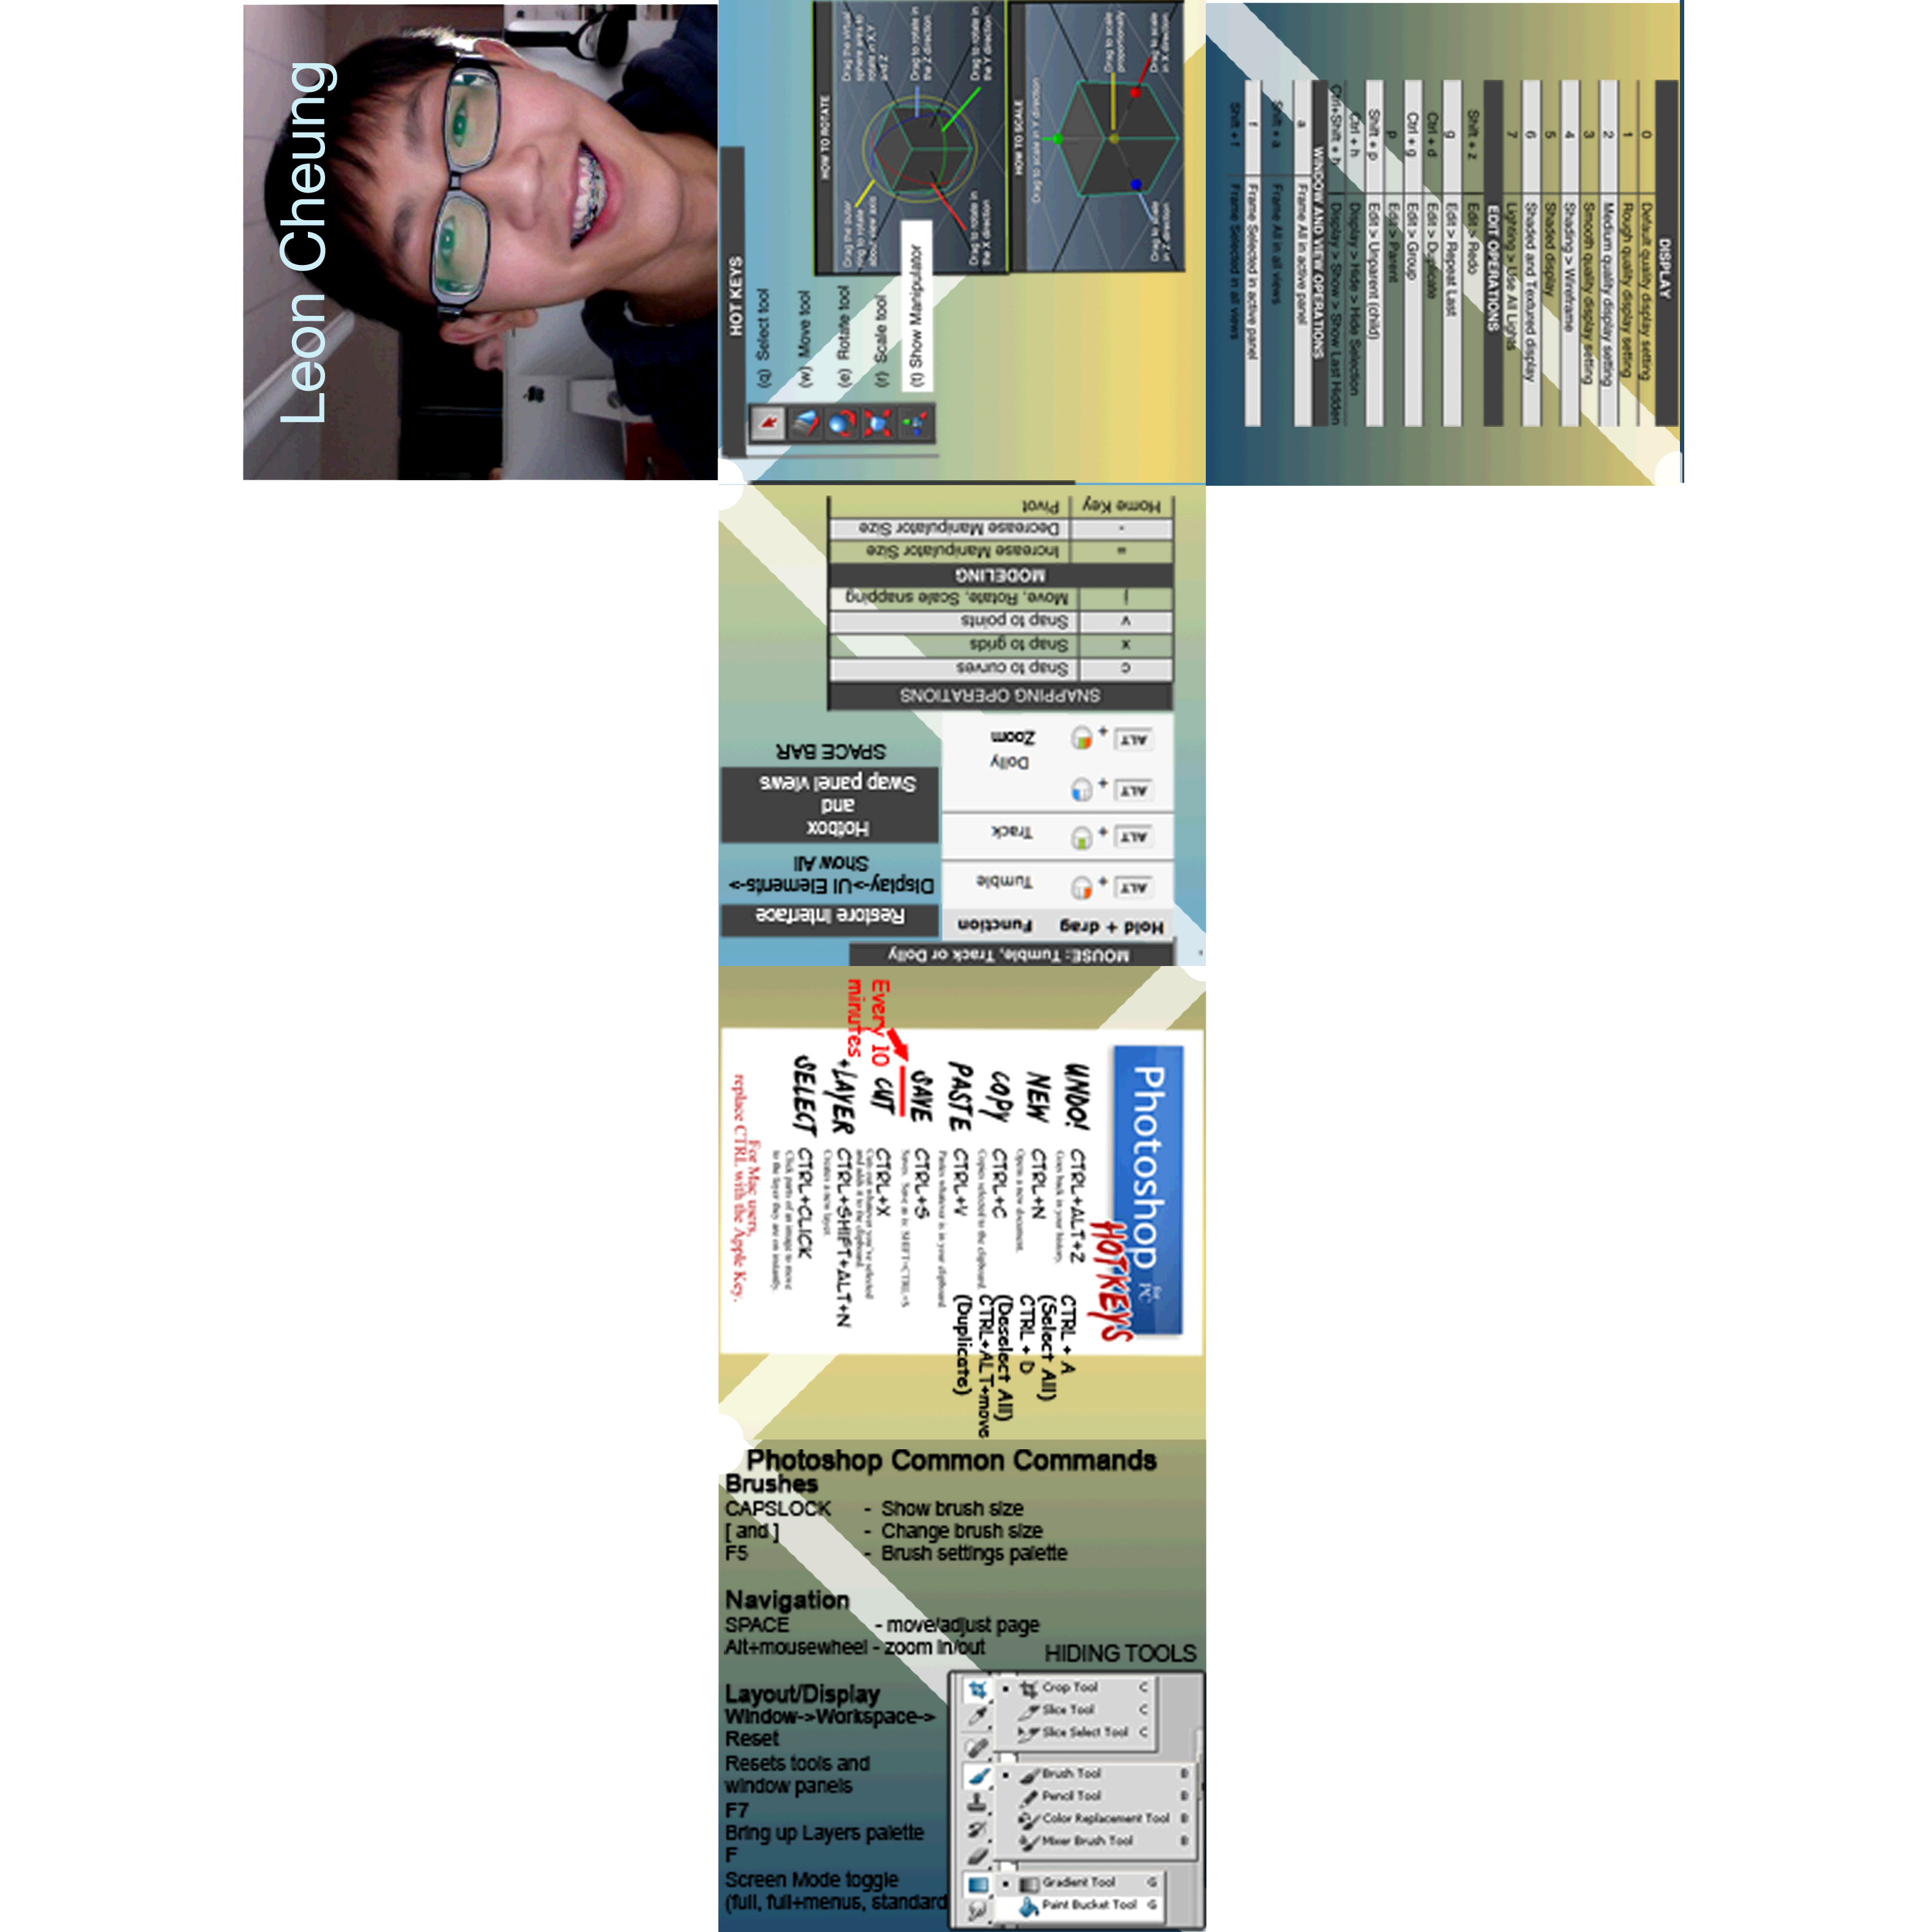 Leon Cheung
HOT KEYS
(q) Select tool
(w) Move tool
(e) Rotate tool
(r) Scale tool
(t) Show Manipulator
HOW TO ROTATE
Drag the outer
ring to rotate
about view axis
Drag the virtual
rotate in X,Y
and Z
Drag to rotate in
the Z direction
Drag to rotate in
the X direction
Drag to rotate in
the Y direction
HOW TO SCALE
Drag to scale in Y direction
Drag to scale
proportionately
Drag to scale
in Z direction
Drag to scale
in X direction
DISPLAY
0 Default quality display setting
1 Rough quality display setting
2 Medium quality display setting
3 Smooth quality display setting
4 Shading > Wireframe
5 Shaded display
6 Shaded and Textured display
7 Lighting > Use All Lights
EDIT OPERATIONS
Shift + z Edit > Redo
g Edit > Repeat Last
Ctrl + d Edit > Duplicate
Ctrl + g Edit > Group
p Edit > Parent
Shift + p Edit > Unparent (child)
Ctrl + h Display > Hide > Hide Selection
Ctrl+Shift + h Display > Show > Show Last Hidden
WINDOW AND VIEW OPERATIONS
a Frame All in active panel
Shift + a Frame All in all views
f Frame Selected in active panel
Shift + f Frame Selected in all views
MOUSE: Tumble, Track or Dolly
Hold + drag Function
ALT + Tumble
ALT + Track
ALT +
Dolly
ALT + Zoom
Restore Interface
Display->UI Elements->
Show All
Hotbox
and
Swap panel views
SPACE BAR
SNAPPING OPERATIONS
c Snap to curves
x Snap to grids
v Snap to points
j Move, Rotate, Scale snapping
MODELING
= Increase Manipulator Size
- Decrease Manipulator Size
Home Key Pivot
Photoshop for PC
HOTKEYS
UNDO! CTRL+ALT+Z
Goes back in your history.
NEW CTRL+N
Opens a new document.
COPY CTRL+C
Copies selected to the clipboard.
PASTE CTRL+V
Pastes whatever is in your clipboard
SAVE CTRL+S
Saves. Save as is: SHIFT+CTRL+S
CUT CTRL+X
Cuts out whatever you've selected
and adds it to the clipboard.
+LAYER CTRL+SHIFT+ALT+N
Creates a new layer.
SELECT CTRL+CLICK
Click parts of an image to move
to the layer they are on instantly.
For Mac users,
replace CTRL with the Apple Key.
Every 10
minutes
CTRL + A
(Select All)
CTRL + D
(Deselect All)
CTRL+ALT+move
(Duplicate)
Photoshop Common Commands
Brushes
CAPSLOCK - Show brush size
[ and ] - Change brush size
F5 - Brush settings palette
Navigation
SPACE - move/adjust page
Alt+mousewheel - zoom in/out
HIDING TOOLS
Layout/Display
Window->Workspace->
Reset
Resets tools and
window panels
F7
Bring up Layers palette
F
Screen Mode toggle
(full, full+menus, standard
Crop Tool C
Slice Tool C
Slice Select Tool C
Brush Tool B
Pencil Tool B
Color Replacement Tool B
Mixer Brush Tool B
Gradient Tool G
Paint Bucket Tool G